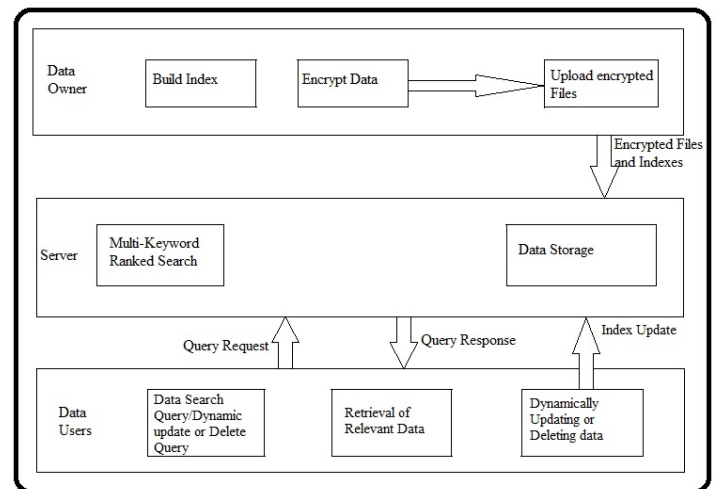 Data
Owner
Build Index
Encrypt Data
Upload encrypted
Files
Encrypted Files
and Indexes
Server
Multi-Keyword
Ranked Search
Data Storage
Query Request
Query Response
Index Update
Data
Users
Data Search
Query/Dynamic
update or Delete
Query
Retrieval of
Relevant Data
Dynamically
Updating or
Deleting data